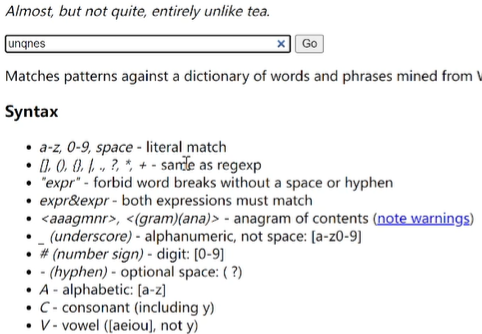 Almost, but not quite, entirely unlike tea.
unqnes × Go
Matches patterns against a dictionary of words and phrases mined from
Syntax
• a-z, 0-9, space - literal match
• [], (), {}, |, ., ?, *, + - same as regexp
• "expr" - forbid word breaks without a space or hyphen
• expr&expr - both expressions must match
• <aaagmnr>, <(gram)(ana)> - anagram of contents (note warnings)
• _ (underscore) - alphanumeric, not space: [a-z0-9]
• # (number sign) - digit: [0-9]
• - (hyphen) - optional space: ( ?)
• A - alphabetic: [a-z]
• C - consonant (including y)
• V - vowel ([aeiou], not y)